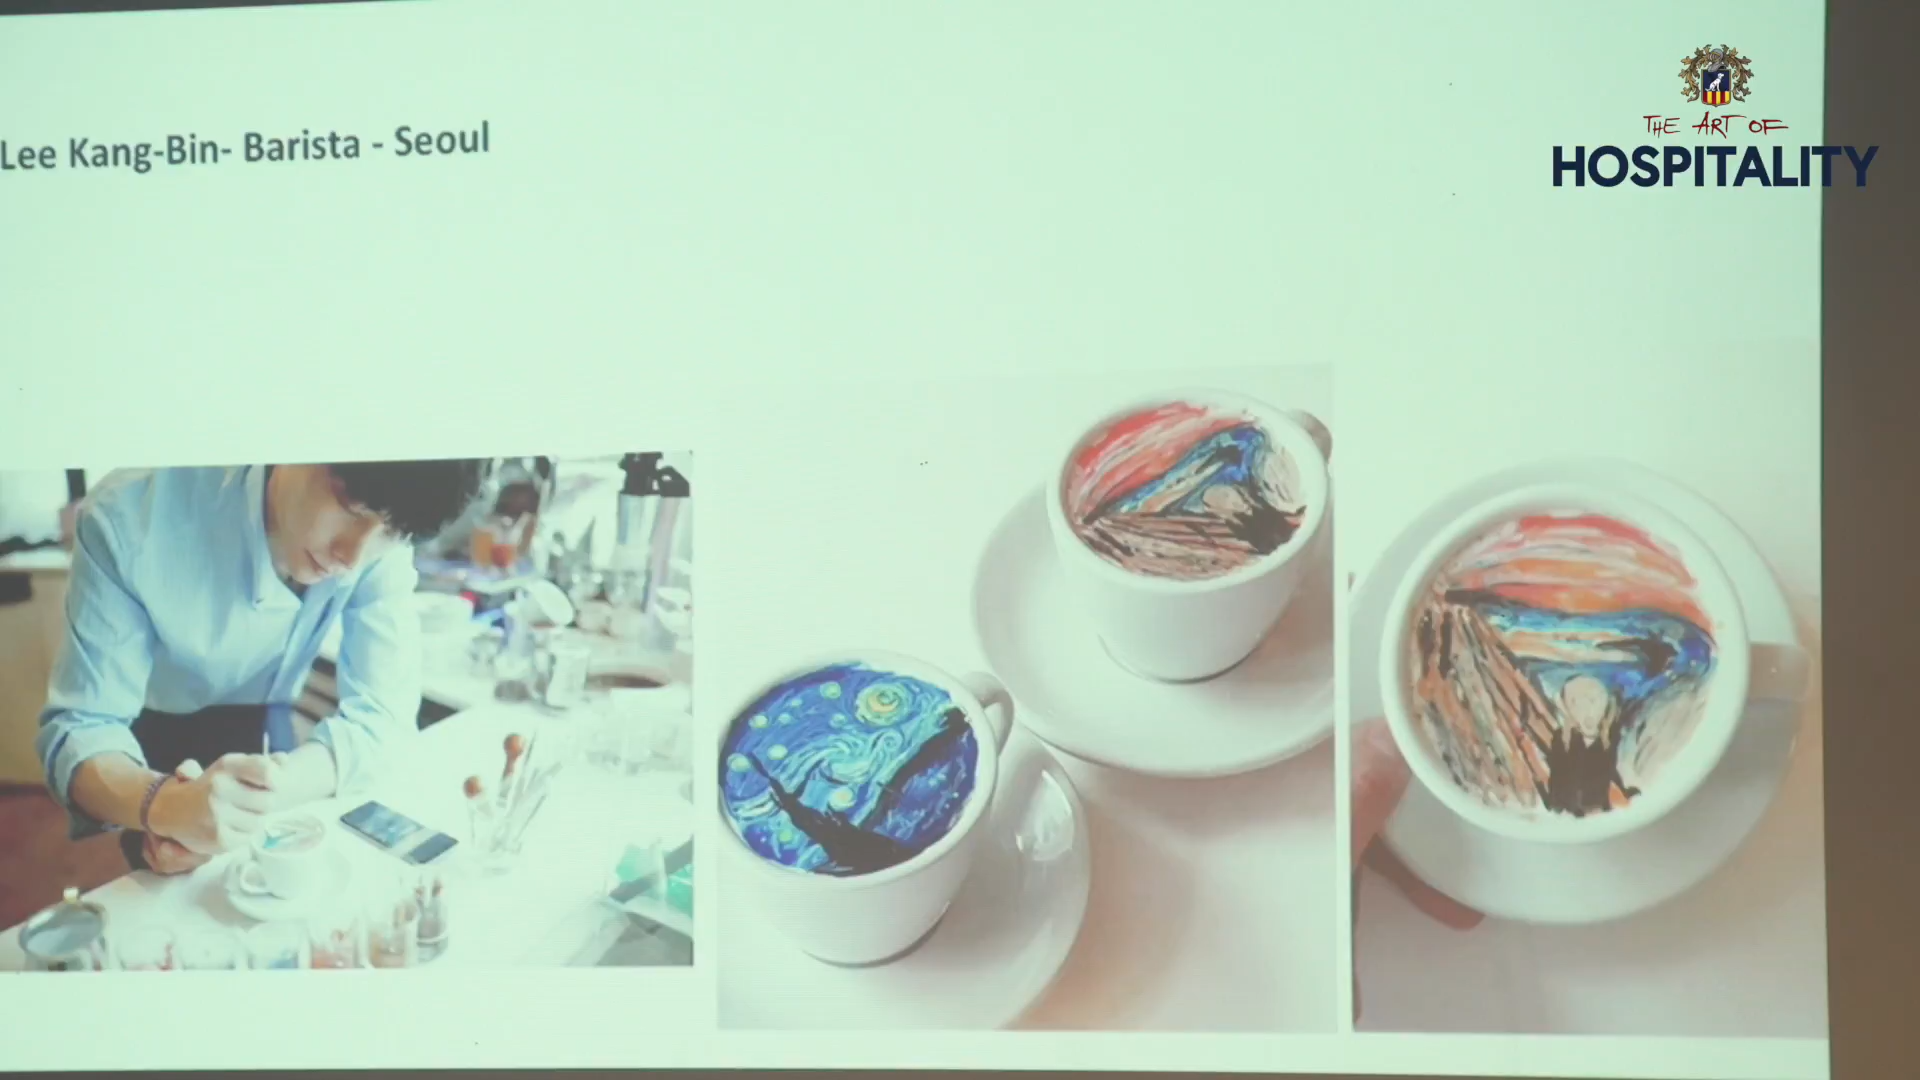 Lee Kang-Bin- Barista - Seoul
THE ART OF
HOSPITALITY